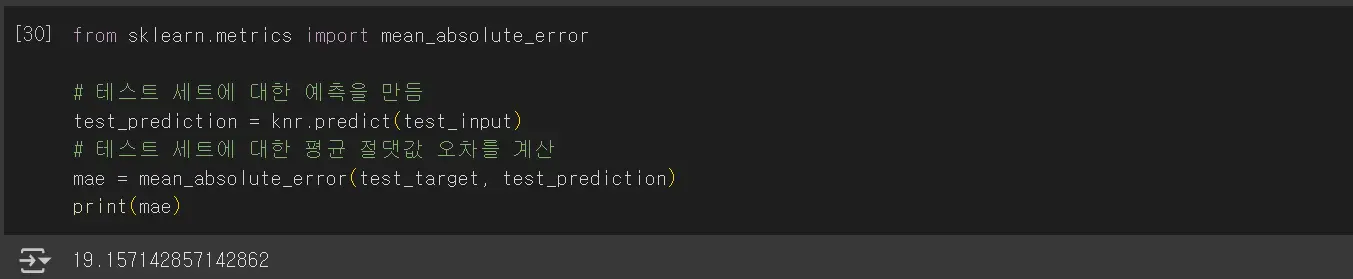 [30] from sklearn.metrics import mean_absolute_error
# 테스트 세트에 대한 예측을 만듬
test_prediction = knr.predict(test_input)
# 테스트 세트에 대한 평균 절댓값 오차를 계산
mae = mean_absolute_error(test_target, test_prediction)
print(mae)
19.157142857142862